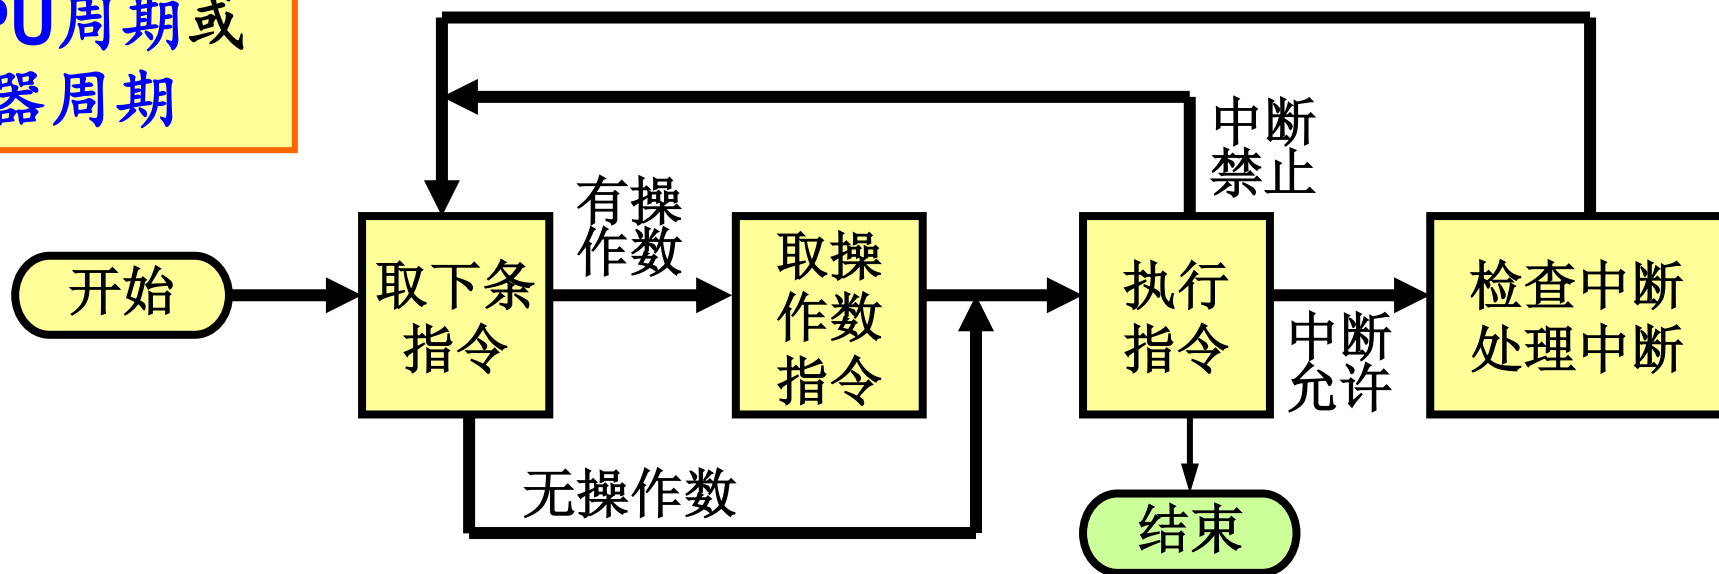 PU周期或
器周期
中断
禁止
有操
作数
开始
取下条
指令
取操
作数
指令
执行
指令
中断
允许
检查中断
处理中断
无操作数
结束